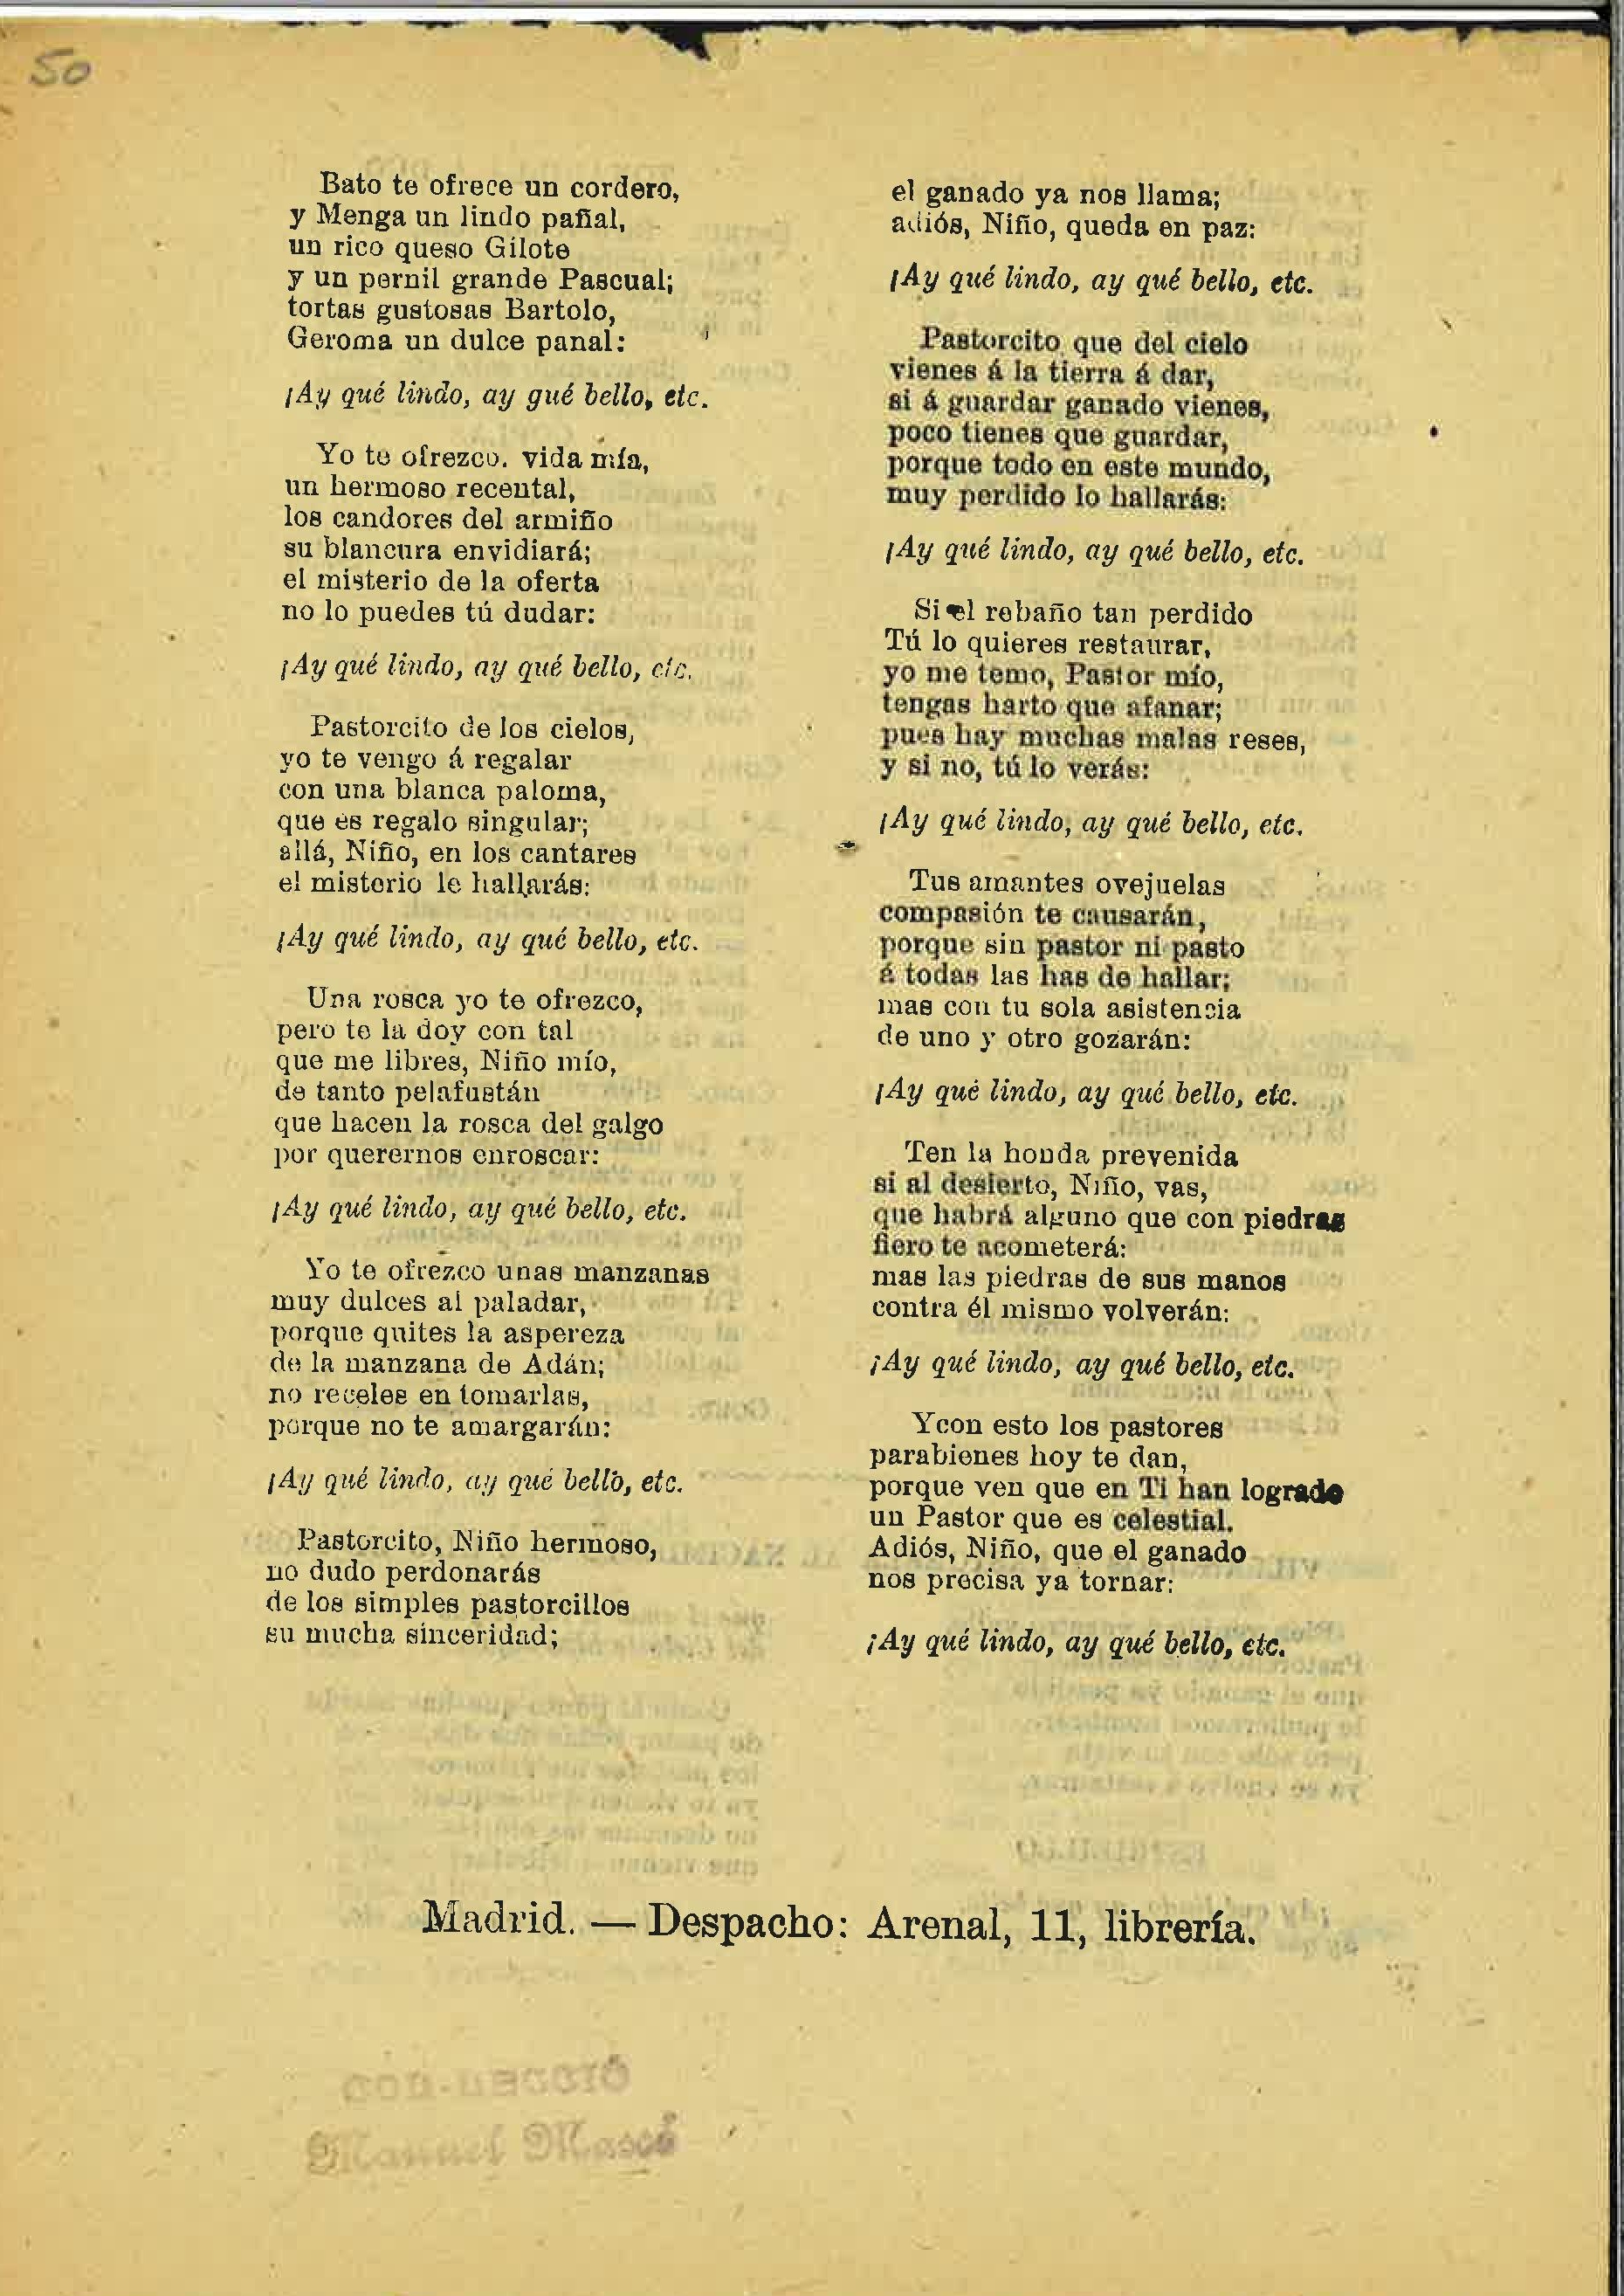 50
Bato te ofrece un cordero,
y Menga un lindo pañal,
un rico queso Gilote
y un pernil grande Pascual;
tortas gustosas Bartolo,
Geroma un dulce panal:
¡Ay qué lindo, ay gué bello, etc.
Yo te ofrezco. vida mía,
un hermoso recental,
los candores del armiño
su blancura envidiará;
el misterio de la oferta
no lo puedes tú dudar:
¡Ay qué lindo, ay qué bello, etc.
Pastorcito de los cielos,
yo te vengo á regalar
con una blanca paloma,
que es regalo singular;
allá, Niño, en los cantares
el misterio le hallarás:
¡Ay qué lindo, ay qué bello, etc.
Una rosca yo te ofrezco,
pero te la doy con tal
que me libres, Niño mío,
de tanto pelafustán
que hacen la rosca del galgo
por querernos enroscar:
¡Ay qué lindo, ay qué bello, etc.
Yo te ofrezco unas manzanas
muy dulces al paladar,
porque quites la aspereza
de la manzana de Adán;
no receles en tomarlas,
porque no te amargarán:
¡Ay qué lindo, ay qué bello, etc.
Pastorcito, Niño hermoso,
no dudo perdonarás
de los simples pastorcillos
su mucha sinceridad;
el ganado ya nos llama;
adiós, Niño, queda en paz:
¡Ay qué lindo, ay qué bello, etc.
Pastorcito que del cielo
vienes á la tierra á dar,
si á guardar ganado vienes,
poco tienes que guardar,
porque todo en este mundo,
muy perdido lo hallarás:
¡Ay qué lindo, ay qué bello, etc.
Si el rebaño tan perdido
Tú lo quieres restaurar,
yo me temo, Pastor mío,
tengas harto que afanar;
pues hay muchas malas reses,
y si no, tú lo verás:
¡Ay qué lindo, ay qué bello, etc.
Tus amantes ovejuelas
compasión te causarán,
porque sin pastor ni pasto
á todas las has de hallar;
mas con tu sola asistencia
de uno y otro gozarán:
¡Ay qué lindo, ay qué bello, etc.
Ten la honda prevenida
si al desierto, Niño, vas,
que habrá alguno que con piedras
fiero te acometerá:
mas las piedras de sus manos
contra él mismo volverán:
¡Ay qué lindo, ay qué bello, etc.
Ycon esto los pastores
parabienes hoy te dan,
porque ven que en Ti han logrado
un Pastor que es celestial.
Adiós, Niño, que el ganado
nos precisa ya tornar:
¡Ay qué lindo, ay qué bello, etc.
Madrid. — Despacho: Arenal, 11, librería.
Manuel